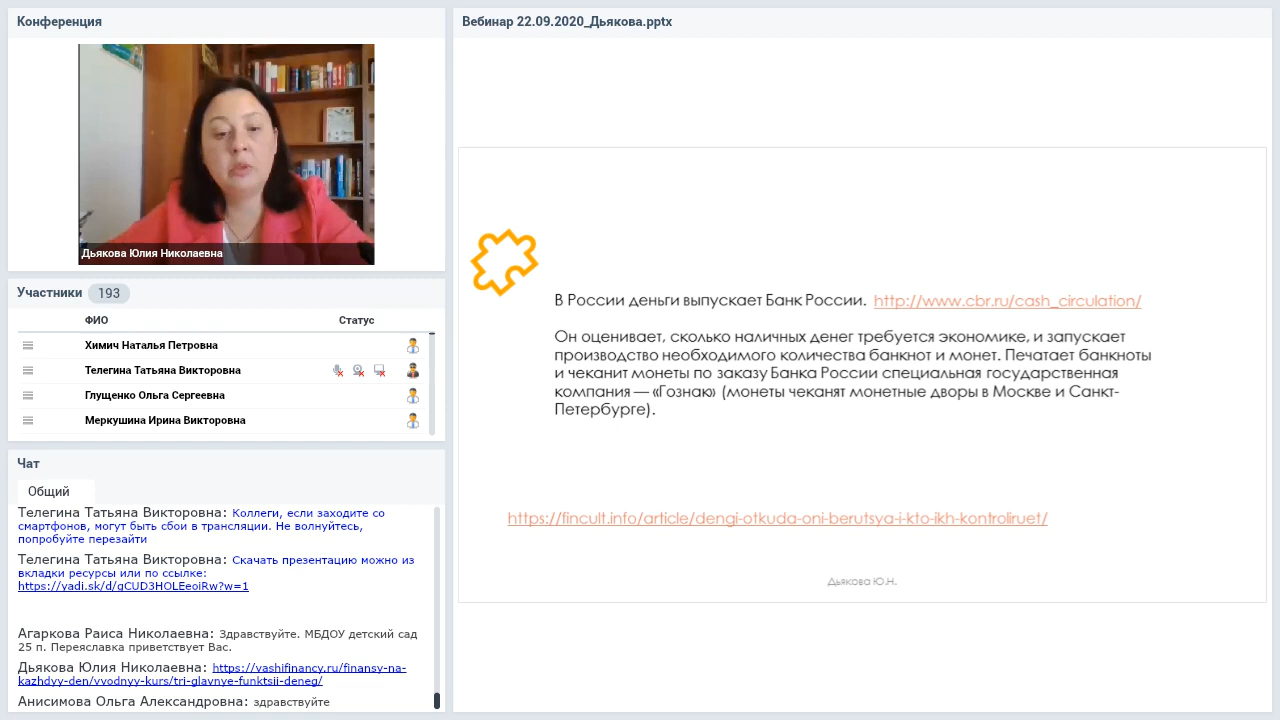 Конференция
Дьякова Юлия Николаевна
Участники 193
ФИО Статус
Химич Наталья Петровна
Телегина Татьяна Викторовна
Глущенко Ольга Сергеевна
Меркушина Ирина Викторовна
Чат
Общий
Телегина Татьяна Викторовна: Коллеги, если заходите со
смартфонов, могут быть сбои в трансляции. Не волнуйтесь,
попробуйте перезайти
Телегина Татьяна Викторовна: Скачать презентацию можно из
вкладки ресурсы или по ссылке:
https://yadi.sk/d/gCUD3HOLEeoiRw?w=1
Агаркова Раиса Николаевна: Здравствуйте. МБДОУ детский сад
25 п. Переяславка приветствует Вас.
Дьякова Юлия Николаевна: https://vashifinancy.ru/finansy-na-
kazhdyy-den/vvodnyy-kurs/tri-glavnye-funktsii-deneg/
Анисимова Ольга Александровна: здравствуйте
Вебинар 22.09.2020_Дьякова.pptx
В России деньги выпускает Банк России. http://www.cbr.ru/cash_circulation/
Он оценивает, сколько наличных денег требуется экономике, и запускает
производство необходимого количества банкнот и монет. Печатает банкноты
и чеканит монеты по заказу Банка России специальная государственная
компания — «Гознаю» (монеты чеканят монетные дворы в Москве и Санкт-
Петербурге).
https://fincult.info/article/dengi-otkuda-oni-berutsya-i-kto-ikh-kontroliruet/
Дьякова Ю.Н.